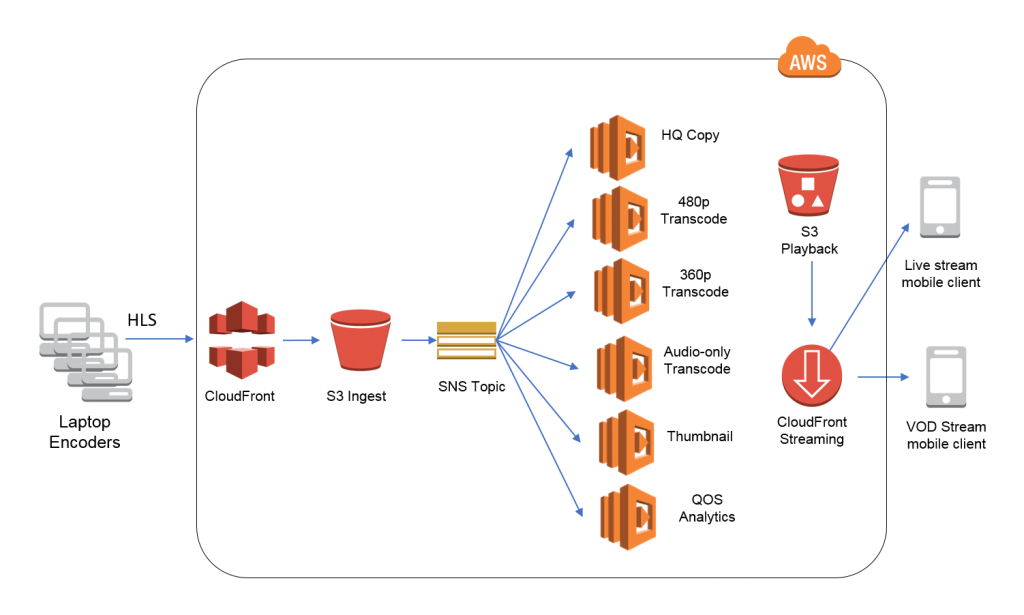 AWS
HQ Copy
480p
Transcode
S3
Playback
360p
Transcode
Live stream
mobile client
HLS
Audio-only
Transcode
CloudFront
S3 Ingest
SNS Topic
Laptop
Encoders
Thumbnail
CloudFront
Streaming
VOD Stream
mobile client
QOS
Analytics